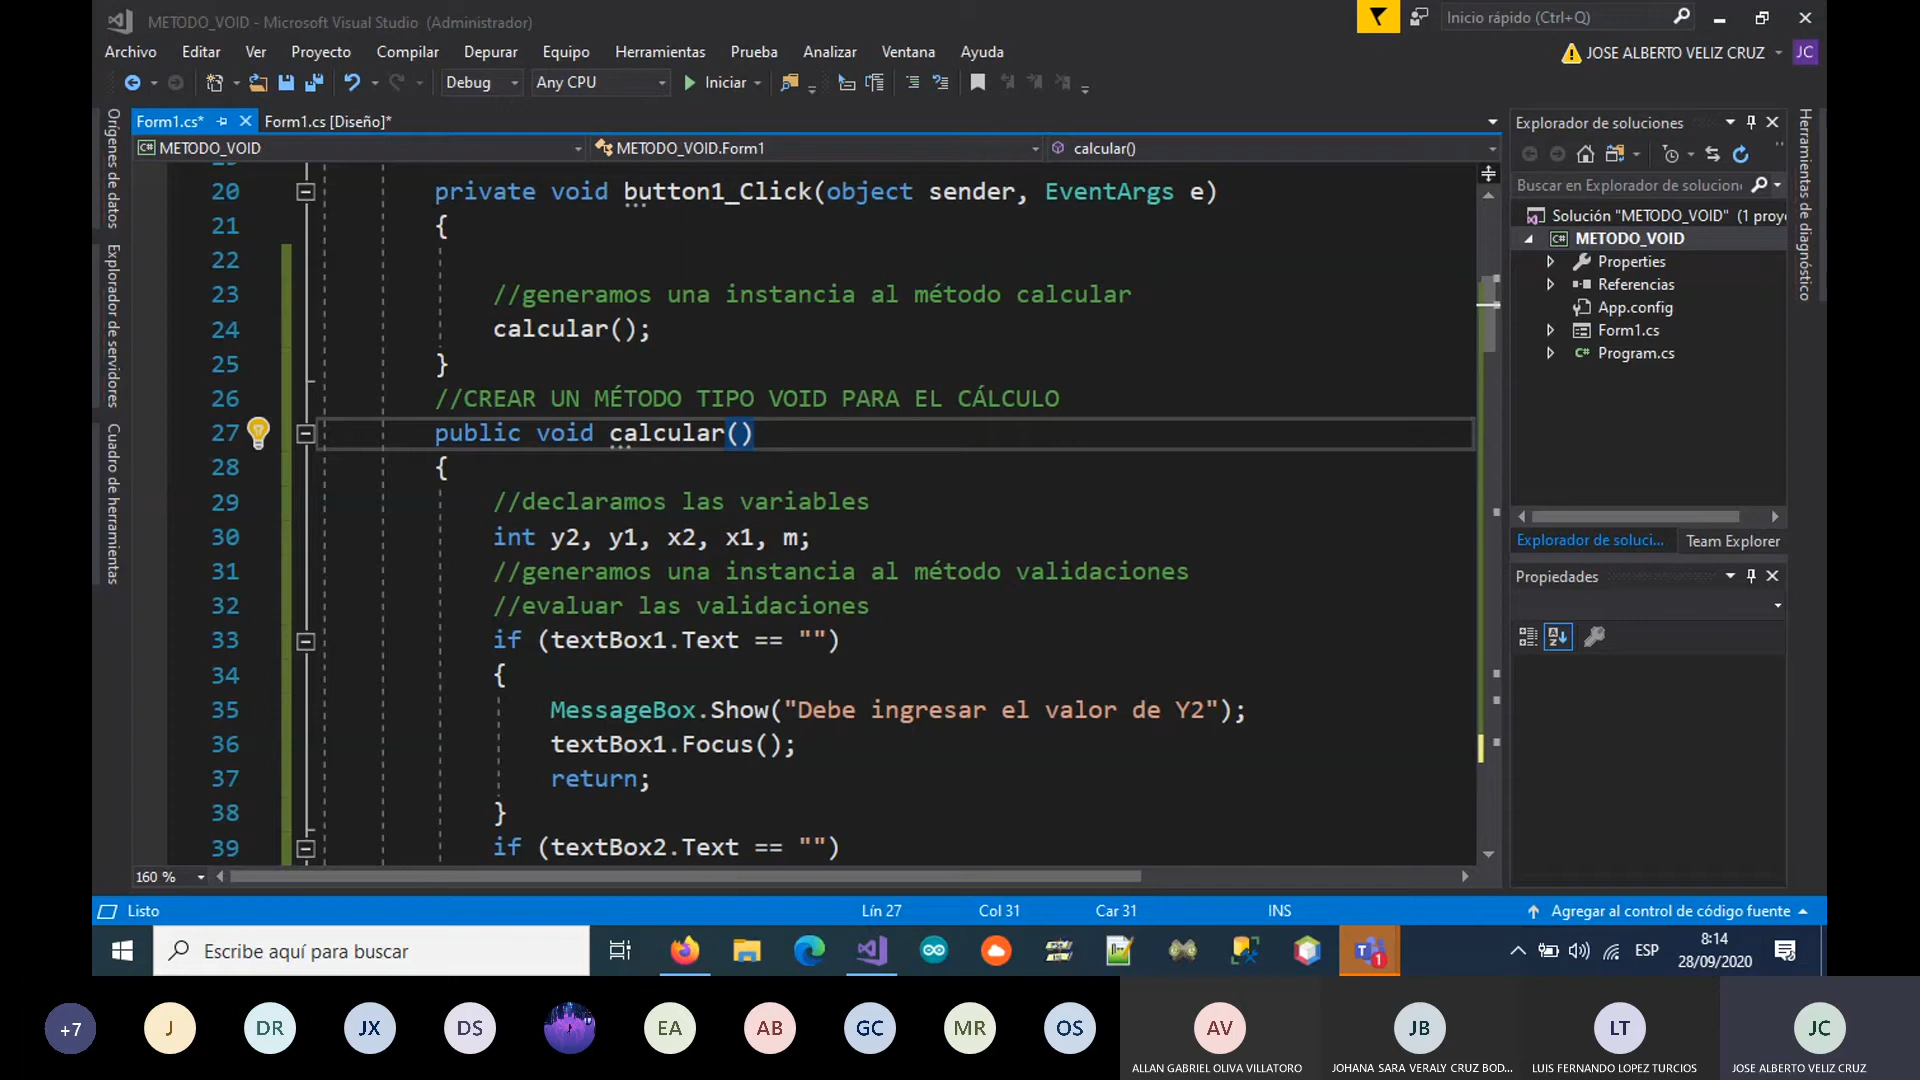 METODO_VOID - Microsoft Visual Studio (Administrador)
Inicio rápido (Ctrl+Q)
Archivo Editar Ver Proyecto Compilar Depurar Equipo Herramientas Prueba Analizar Ventana Ayuda
JOSE ALBERTO VELIZ CRUZ JC
Debug Any CPU Iniciar
Orígenes de datos
Explorador de servidores
Cuadro de herramientas
Form1.cs* Form1.cs [Diseño]*
METODO_VOID METODO_VOID.Form1 calcular()
20 private void button1_Click(object sender, EventArgs e)
21 {
22
23 //generamos una instancia al método calcular
24 calcular();
25 }
26 //CREAR UN MÉTODO TIPO VOID PARA EL CÁLCULO
27 public void calcular()
28 {
29 //declaramos las variables
30 int y2, y1, x2, x1, m;
31 //generamos una instancia al método validaciones
32 //evaluar las validaciones
33 if (textBox1.Text == "")
34 {
35 MessageBox.Show("Debe ingresar el valor de Y2");
36 textBox1.Focus();
37 return;
38 }
39 if (textBox2.Text == "")
160 %
Explorador de soluciones
Buscar en Explorador de solucion
Solución "METODO_VOID" (1 proye
METODO_VOID
Properties
Referencias
App.config
Form1.cs
Program.cs
Explorador de soluci... Team Explorer
Propiedades
Herramientas de diagnóstico
Listo Lín 27 Col 31 Car 31 INS Agregar al control de código fuente
Escribe aquí para buscar
1
ESP
8:14
28/09/2020
+7 J DR JX DS EA AB GC MR OS AV JB LT JC
ALLAN GABRIEL OLIVA VILLATORO JOHANA SARA VERALY CRUZ BOD... LUIS FERNANDO LOPEZ TURCIOS JOSE ALBERTO VELIZ CRUZ